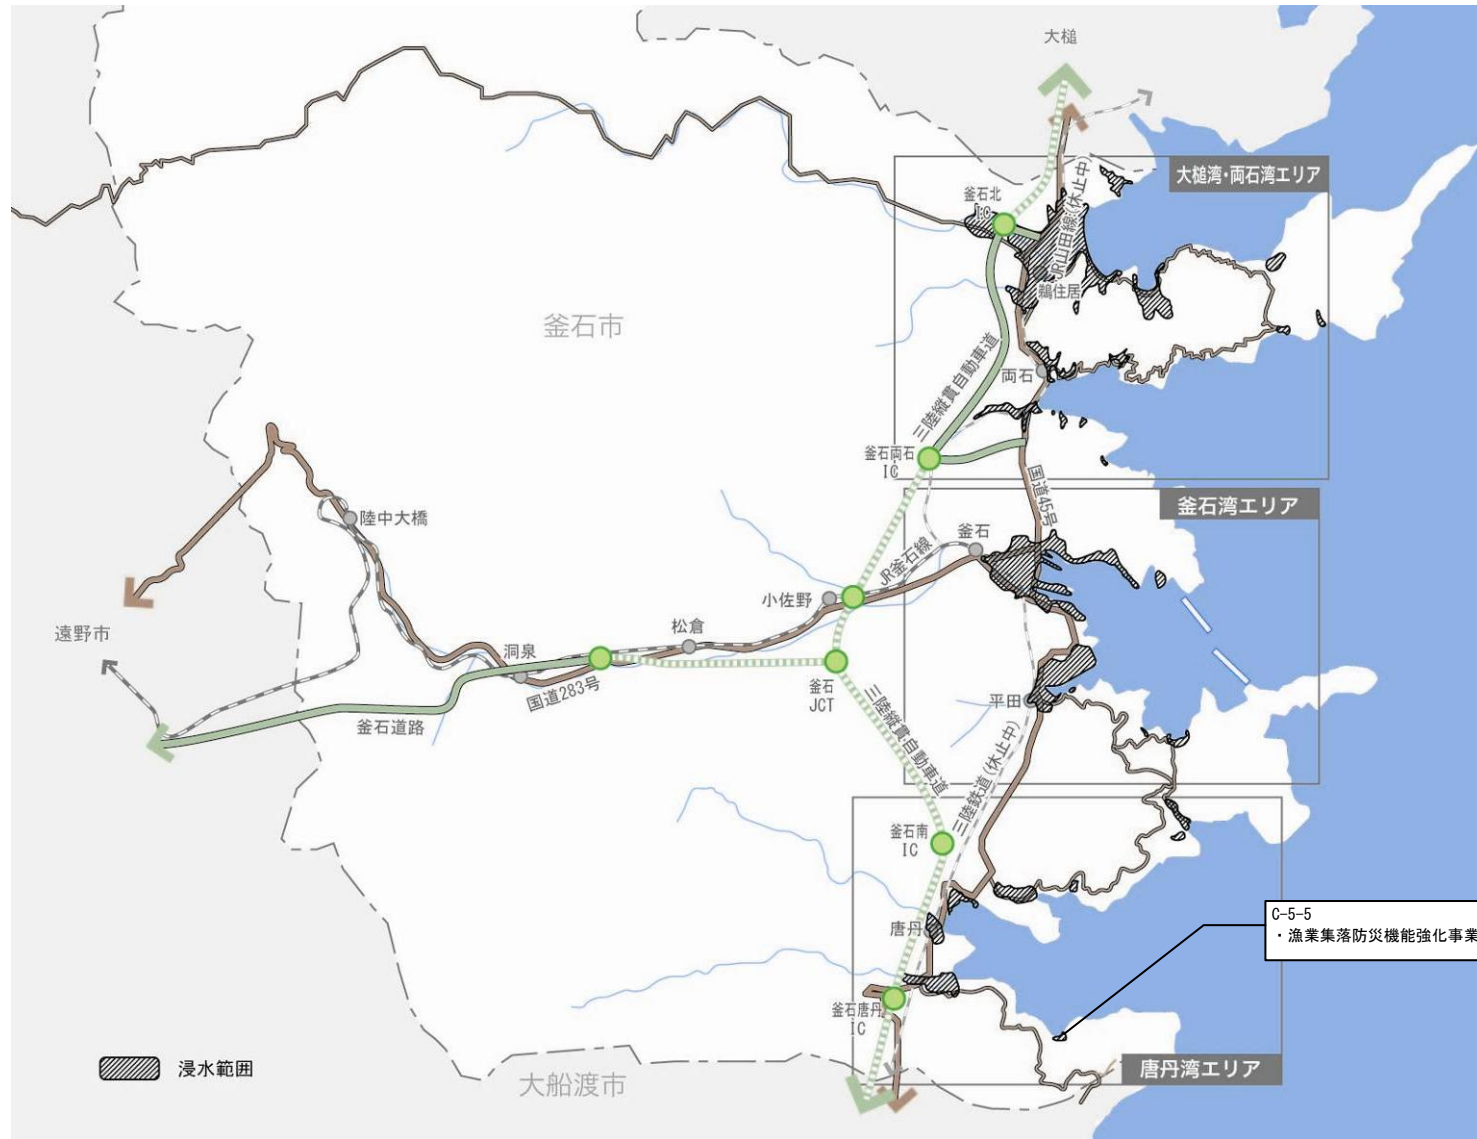 大槌
大槌湾・両石湾エリア
釜石北
IC
JR山田線(休止中)
鵜住居
釜石市
三陸縦貫自動車道
両石
釜石両石
IC
国道45号
釜石湾エリア
陸中大橋
釜石
JR釜石線
小佐野
遠野市
松倉
洞泉
国道283号
釜石
JCT
平田
釜石道路
三陸縦貫自動車道
三陸鉄道(休止中)
釜石南
IC
C-5-5
・漁業集落防災機能強化事業
唐丹
釜石唐丹
IC
浸水範囲
唐丹湾エリア
大船渡市